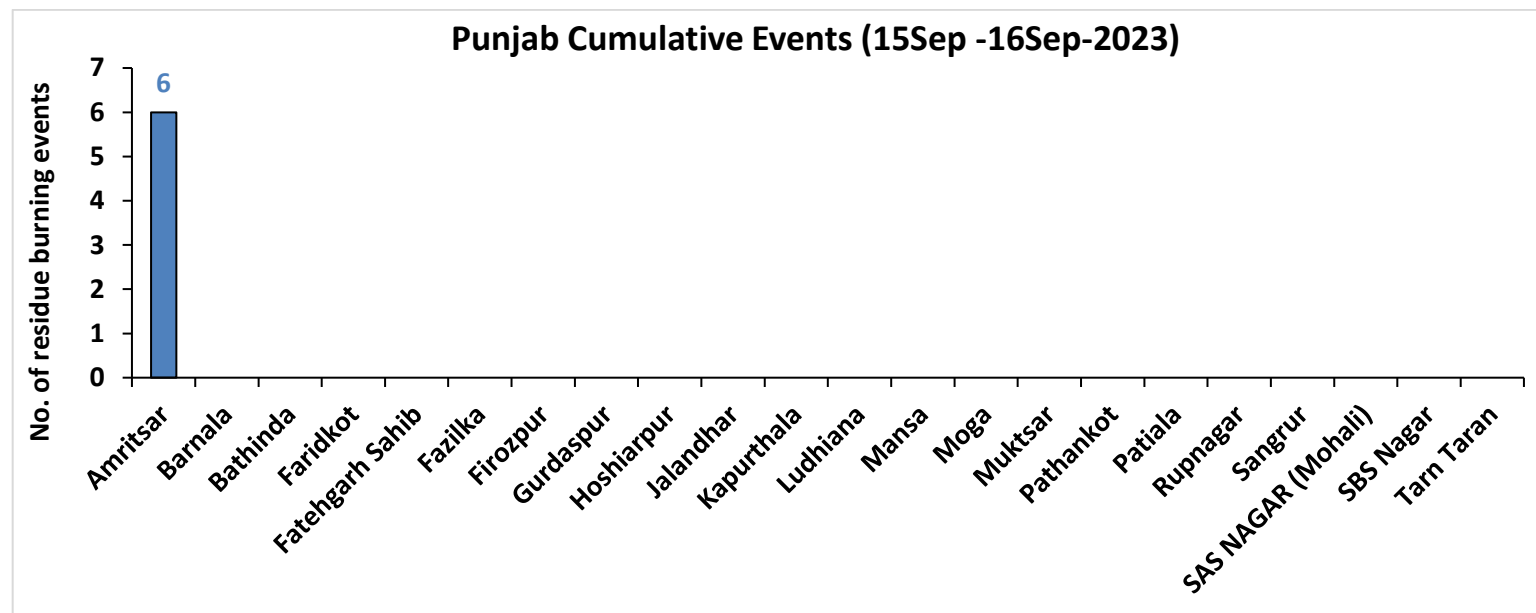 Punjab Cumulative Events (15Sep -16Sep-2023)
No. of residue burning events
7
6
5
4
3
2
1
0
6
Amritsar
Barnala
Bathinda
Faridkot
Fatehgarh Sahib
Fazilka
Firozpur
Gurdaspur
Hoshiarpur
Jalandhar
Kapurthala
Ludhiana
Mansa
Moga
Muktsar
Pathankot
Patiala
Rupnagar
Sangrur
SAS NAGAR (Mohali)
SBS Nagar
Tarn Taran